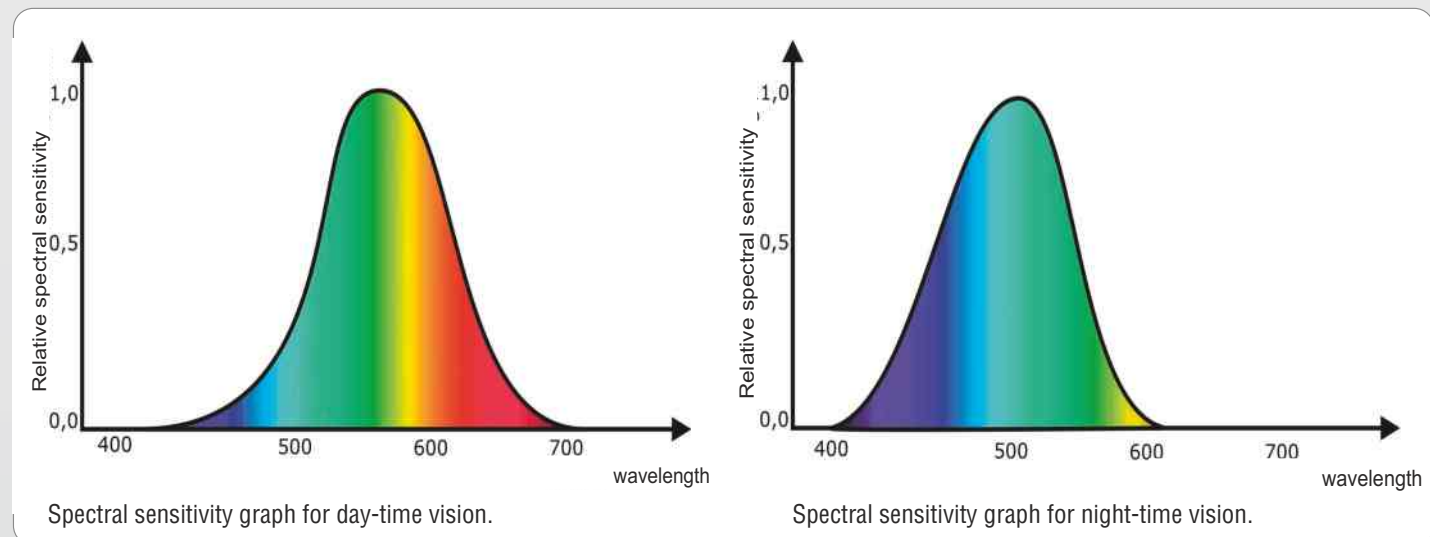 Relative spectral sensitivity
1,0
0,5
0,0
400 500 600 700
wavelength
Spectral sensitivity graph for day-time vision.
Relative spectral sensitivity
1,0
0,5
0,0
400 500 600 700
wavelength
Spectral sensitivity graph for night-time vision.